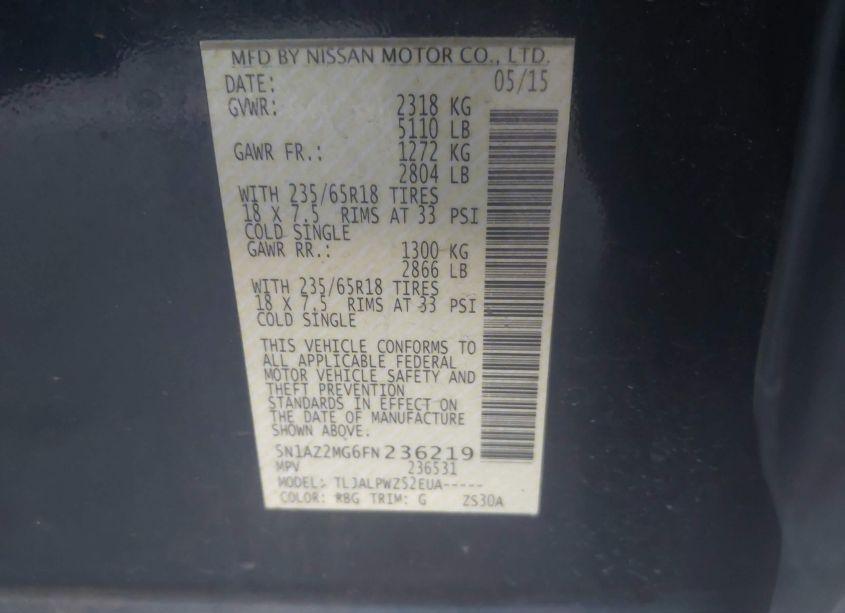 MFD BY NISSAN MOTOR CO., LTD.
DATE: 05/15
GVWR: 2318 KG
5110 LB
GAWR FR.: 1272 KG
2804 LB
WITH 235/65R18 TIRES
18 X 7.5 RIMS AT 33 PSI
COLD SINGLE
GAWR RR.: 1300 KG
2866 LB
WITH 235/65R18 TIRES
18 X 7.5 RIMS AT 33 PSI
COLD SINGLE
THIS VEHICLE CONFORMS TO
ALL APPLICABLE FEDERAL
MOTOR VEHICLE SAFETY AND
THEFT PREVENTION
STANDARDS IN EFFECT ON
THE DATE OF MANUFACTURE
SHOWN ABOVE.
5N1AZ2MG6FN236219
MPV 236531
MODEL: TLJALPWZ52EUA-----
COLOR: RBG TRIM: G ZS30A